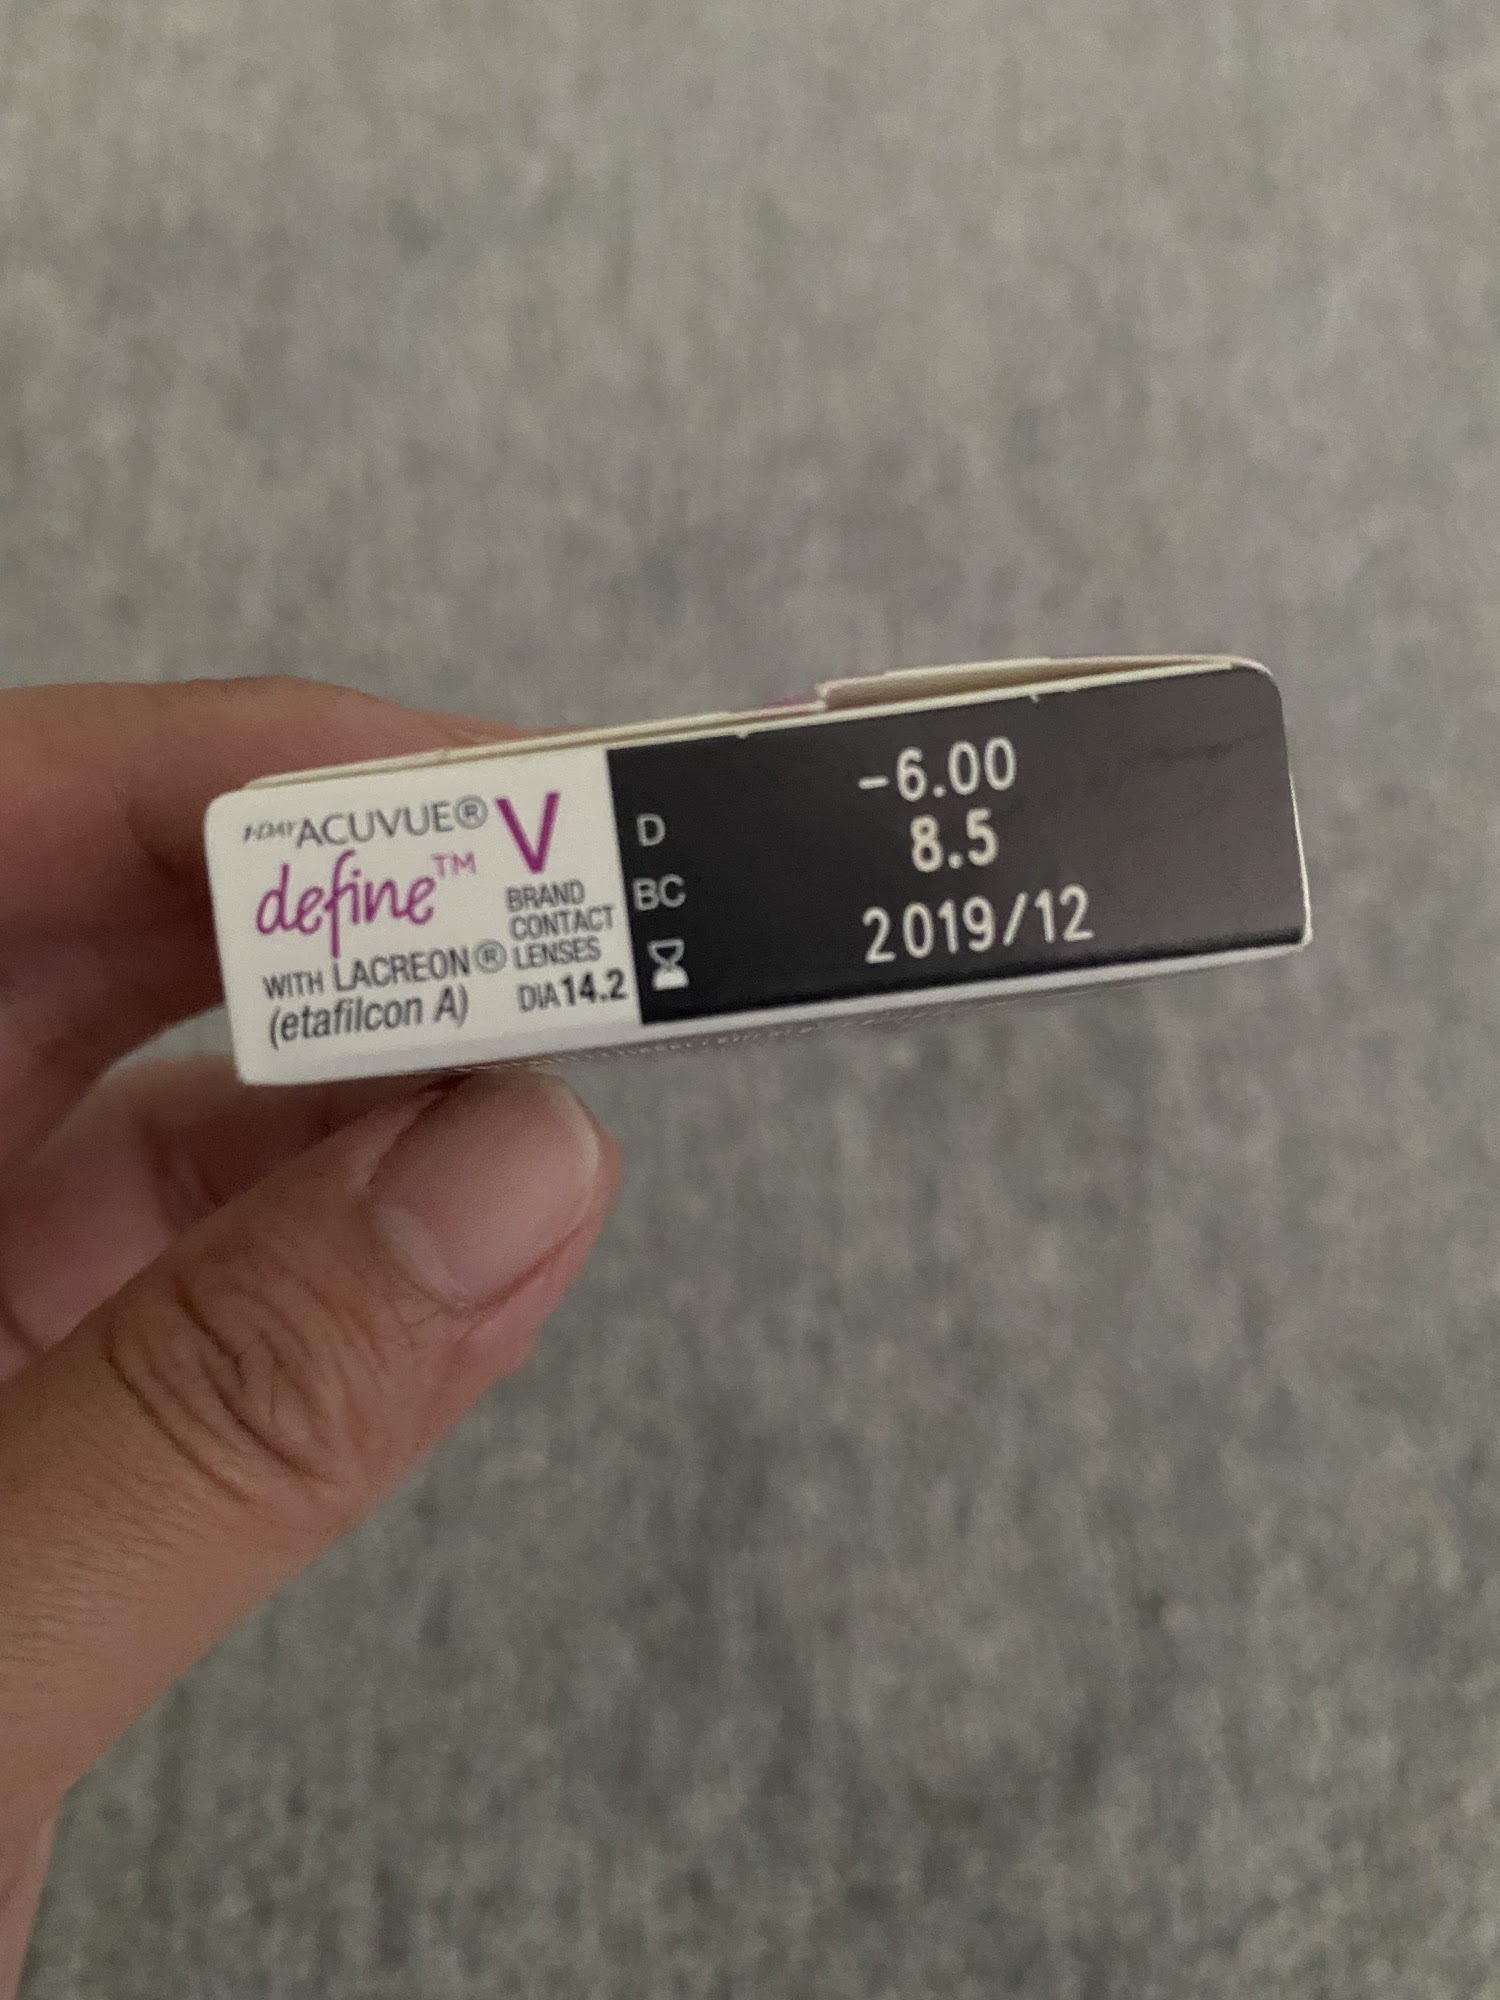 1-DAY ACUVUE® V
define™
BRAND
CONTACT
LENSES
WITH LACREON®
(etafilcon A)
DIA 14.2
D -6.00
BC 8.5
2019/12